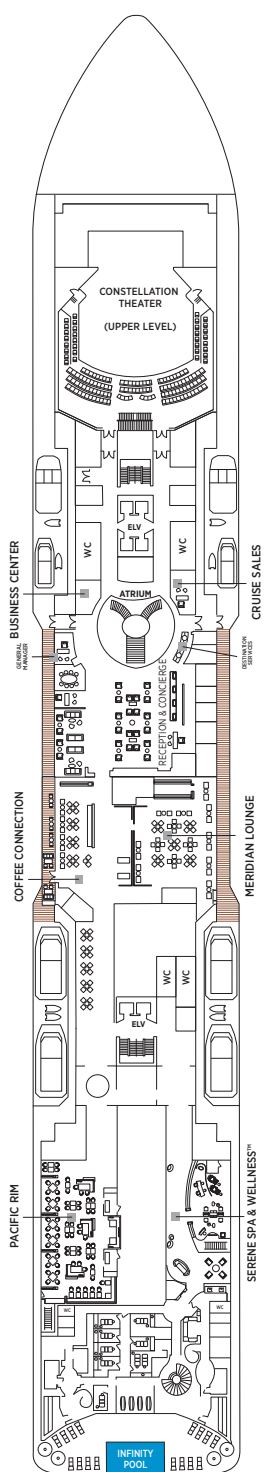 CONSTELLATION
THEATER
(UPPER LEVEL)
ELV
WC
WC
BUSINESS CENTER
CRUISE SALES
ATRIUM
GENERAL
MANAGER
DESTINATION
SERVICES
RECEPTION & CONCIERGE
COFFEE CONNECTION
MERIDIAN LOUNGE
WC
WC
ELV
PACIFIC RIM
SERENE SPA & WELLNESS™
WC
WC
INFINITY
POOL